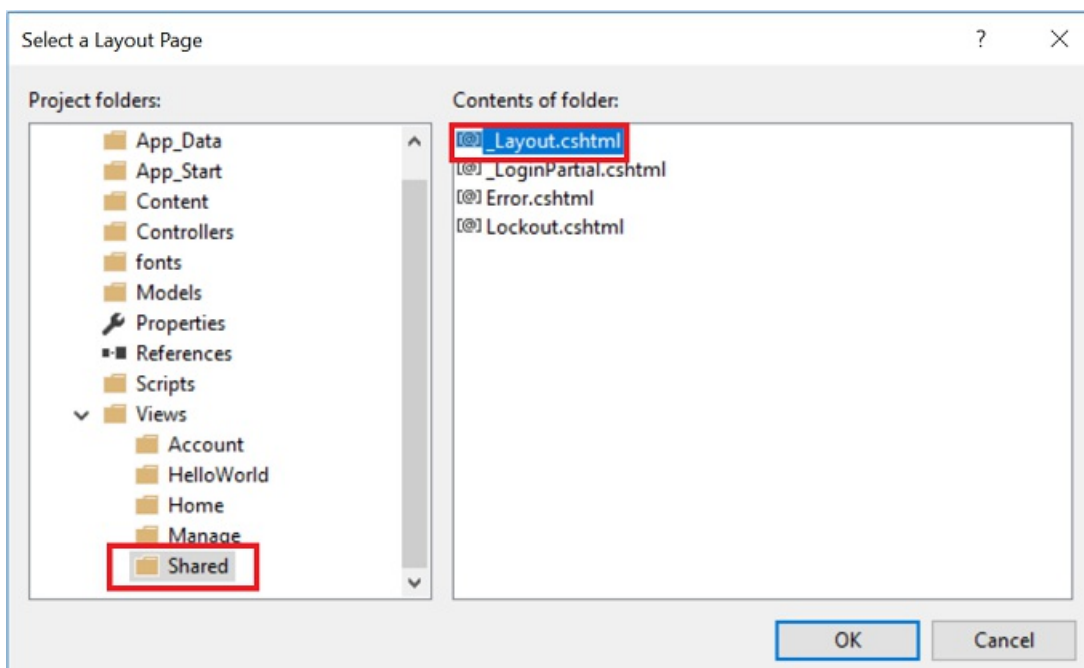 Select a Layout Page
?
Project folders:
App_Data
App_Start
Content
Controllers
fonts
Models
Properties
References
Scripts
Views
Account
HelloWorld
Home
Manage
Shared
Contents of folder:
[@] _Layout.cshtml
[@] _LoginPartial.cshtml
[@] Error.cshtml
[@] Lockout.cshtml
OK
Cancel